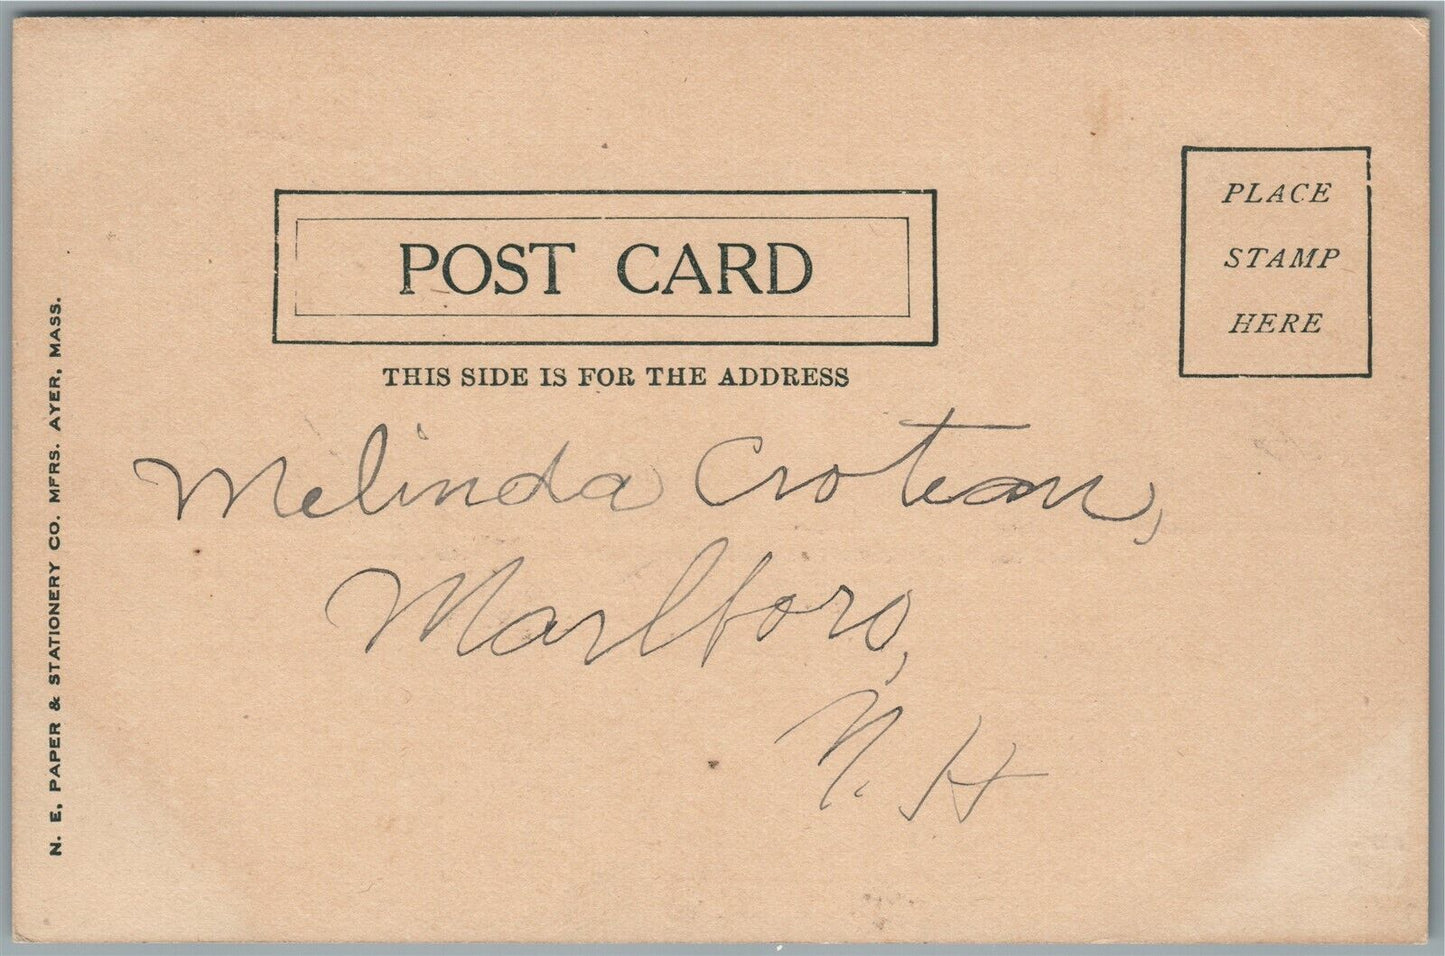 POST CARD
PLACE
STAMP
HERE
THIS SIDE IS FOR THE ADDRESS
Melinda Croteau,
Marlboro,
N. H
N. E. PAPER & STATIONERY CO. MFRS. AYER, MASS.